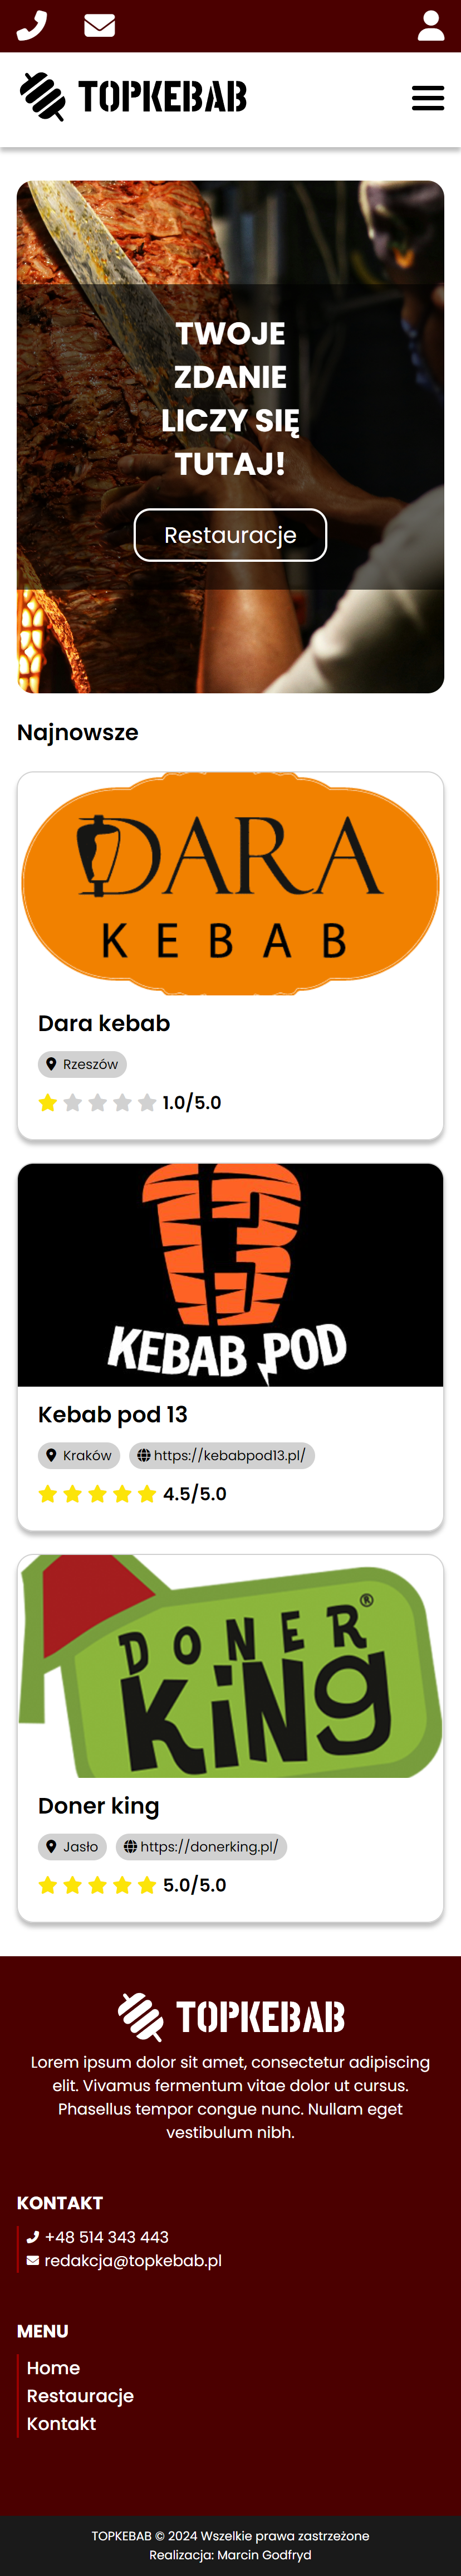 TOPKEBAB
TWOJE
ZDANIE
LICZY SIĘ
TUTAJ!
Restauracje
Najnowsze
DARA
KEBAB
Dara kebab
Rzeszów
1.0/5.0
13
KEBAB POD
Kebab pod 13
Kraków https://kebabpod13.pl/
4.5/5.0
DONER®
KiNg
Doner king
Jasło https://donerking.pl/
5.0/5.0
TOPKEBAB
Lorem ipsum dolor sit amet, consectetur adipiscing
elit. Vivamus fermentum vitae dolor ut cursus.
Phasellus tempor congue nunc. Nullam eget
vestibulum nibh.
KONTAKT
+48 514 343 443
redakcja@topkebab.pl
MENU
Home
Restauracje
Kontakt
TOPKEBAB © 2024 Wszelkie prawa zastrzeżone
Realizacja: Marcin Godfryd